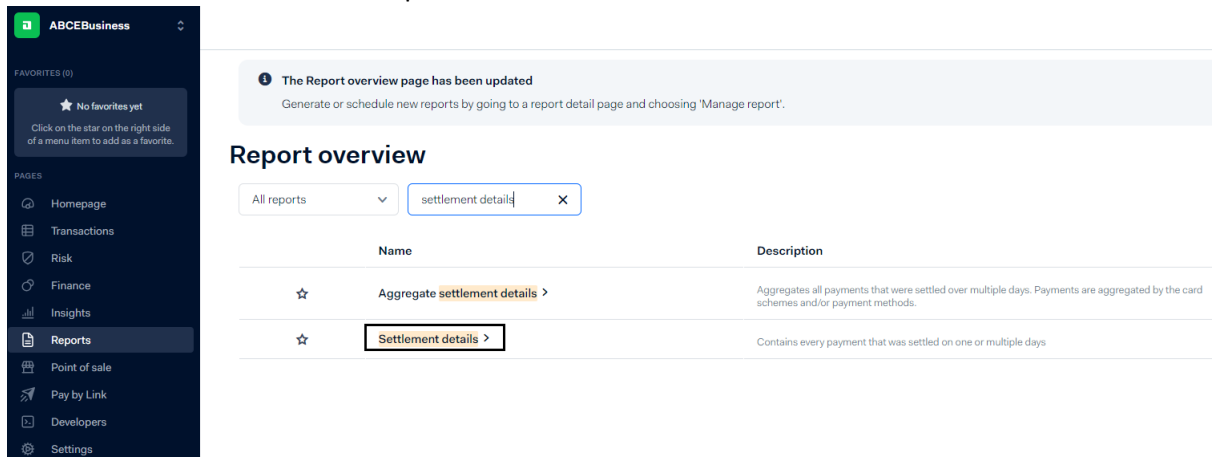 ABCEBusiness
FAVORITES (0)
No favorites yet
Click on the star on the right side
of a menu item to add as a favorite.
PAGES
Homepage
Transactions
Risk
Finance
Insights
Reports
Point of sale
Pay by Link
Developers
Settings
The Report overview page has been updated
Generate or schedule new reports by going to a report detail page and choosing 'Manage report'.
Report overview
All reports
settlement details
Name Description
Aggregate settlement details >
Aggregates all payments that were settled over multiple days. Payments are aggregated by the card
schemes and/or payment methods.
Settlement details >
Contains every payment that was settled on one or multiple days